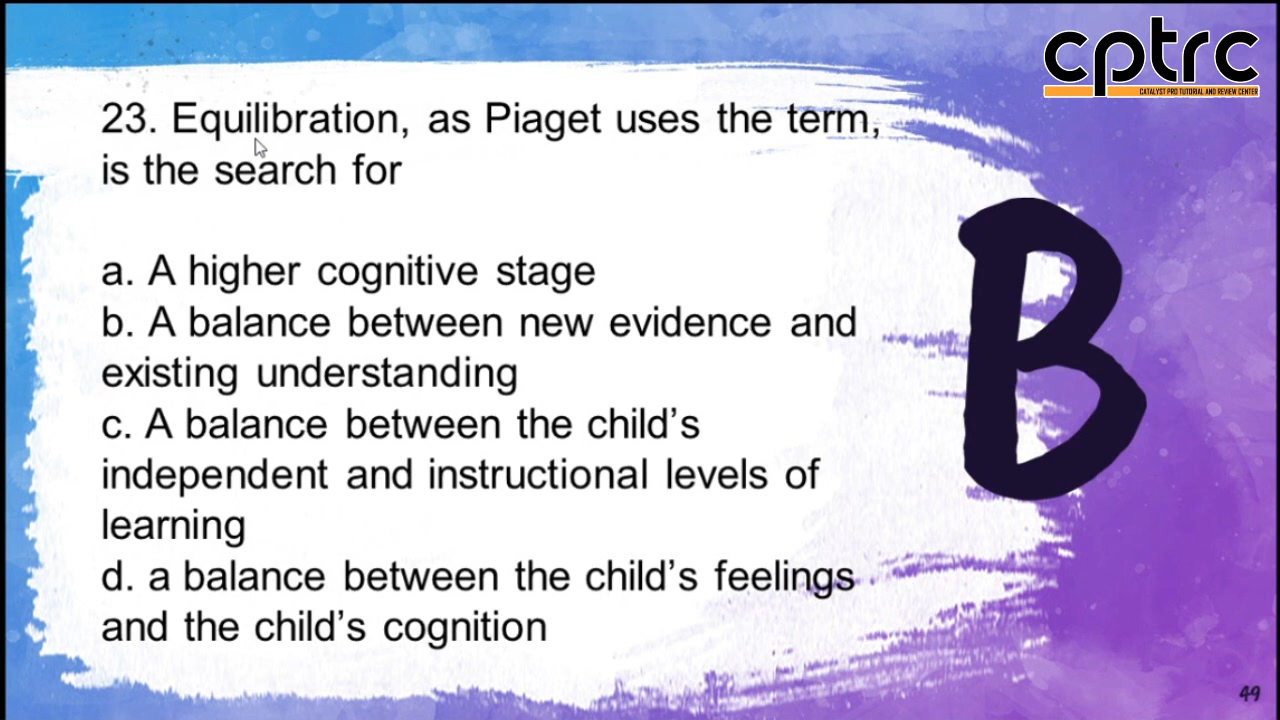 cptrc
CATALYST PRO TUTORIAL AND REVIEW CENTER
23. Equilibration, as Piaget uses the term,
is the search for
a. A higher cognitive stage
b. A balance between new evidence and
existing understanding
c. A balance between the child’s
independent and instructional levels of
learning
d. a balance between the child’s feelings
and the child’s cognition
B
49